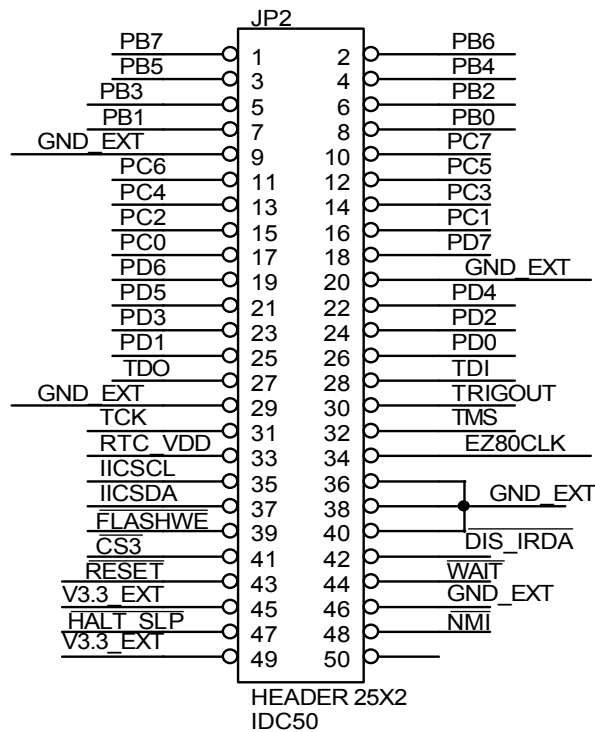 JP2
PB7 1 2 PB6
PB5 3 4 PB4
PB3 5 6 PB2
PB1 7 8 PB0
GND_EXT 9 10 PC7
PC6 11 12 PC5
PC4 13 14 PC3
PC2 15 16 PC1
PC0 17 18 PD7
PD6 19 20 GND_EXT
PD5 21 22 PD4
PD3 23 24 PD2
PD1 25 26 PD0
TDO 27 28 TDI
GND_EXT 29 30 TRIGOUT
TCK 31 32 TMS
RTC_VDD 33 34 EZ80CLK
IICSCL 35 36
IICSDA 37 38 GND_EXT
FLASHWE 39 40
CS3 41 42 DIS_IRDA
RESET 43 44 WAIT
V3.3_EXT 45 46 GND_EXT
HALT_SLP 47 48 NMI
V3.3_EXT 49 50
HEADER 25X2
IDC50